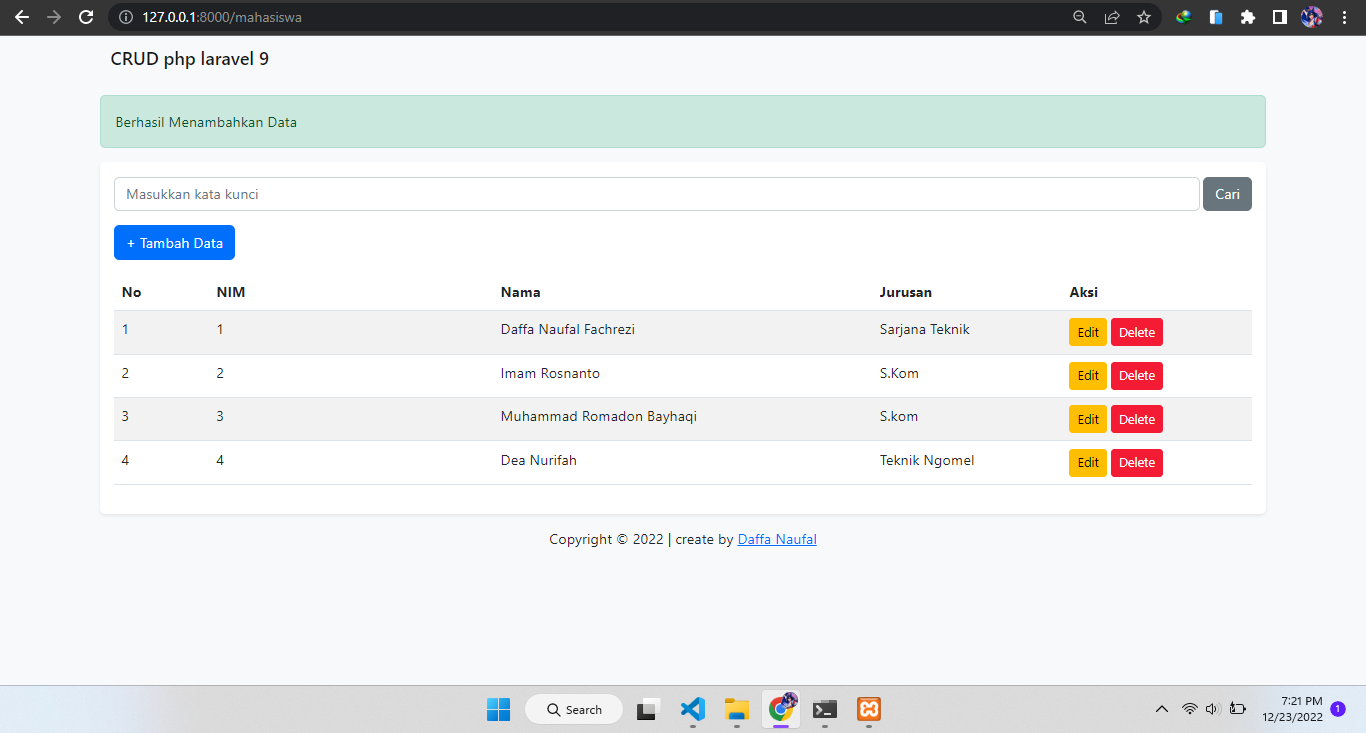 127.0.0.1:8000/mahasiswa
CRUD php laravel 9
Berhasil Menambahkan Data
Masukkan kata kunci Cari
+ Tambah Data
No NIM Nama Jurusan Aksi
1 1 Daffa Naufal Fachrezi Sarjana Teknik Edit Delete
2 2 Imam Rosnanto S.Kom Edit Delete
3 3 Muhammad Romadon Bayhaqi S.kom Edit Delete
4 4 Dea Nurifah Teknik Ngomel Edit Delete
Copyright © 2022 | create by Daffa Naufal
Search
7:21 PM
12/23/2022
1